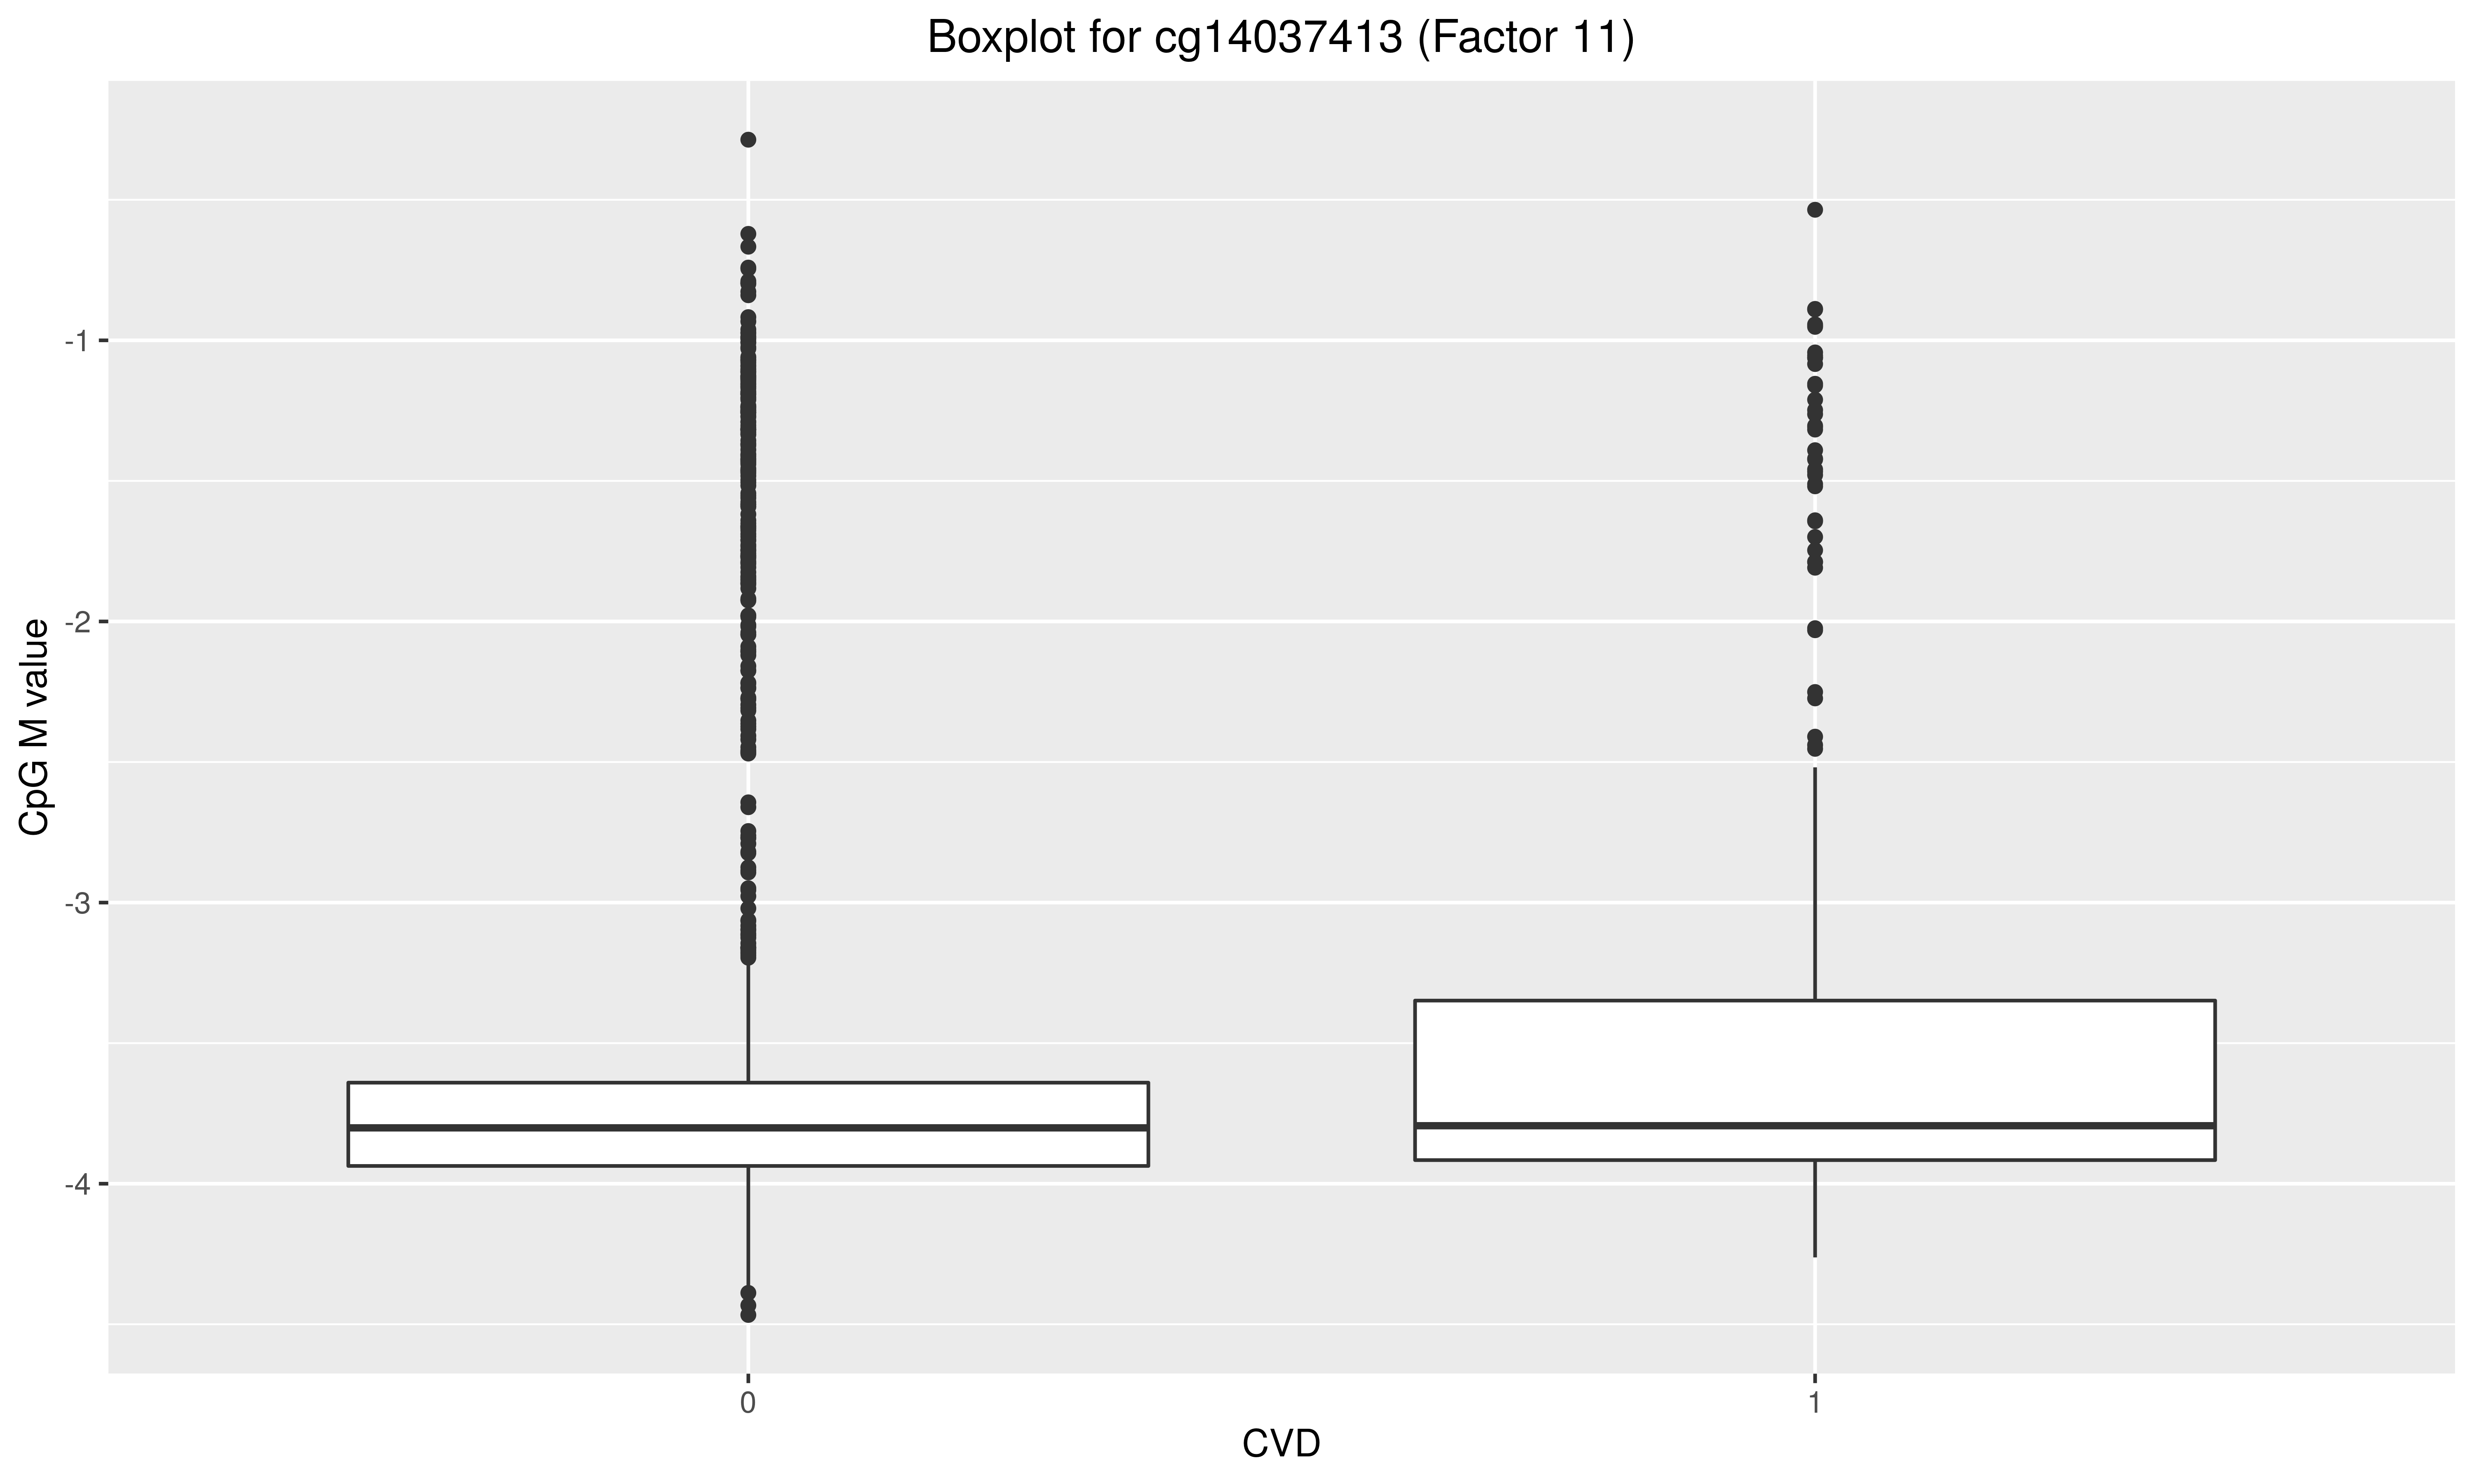 Boxplot for cg14037413 (Factor 11)
CpG M value
-1
-2
-3
-4
0
1
CVD